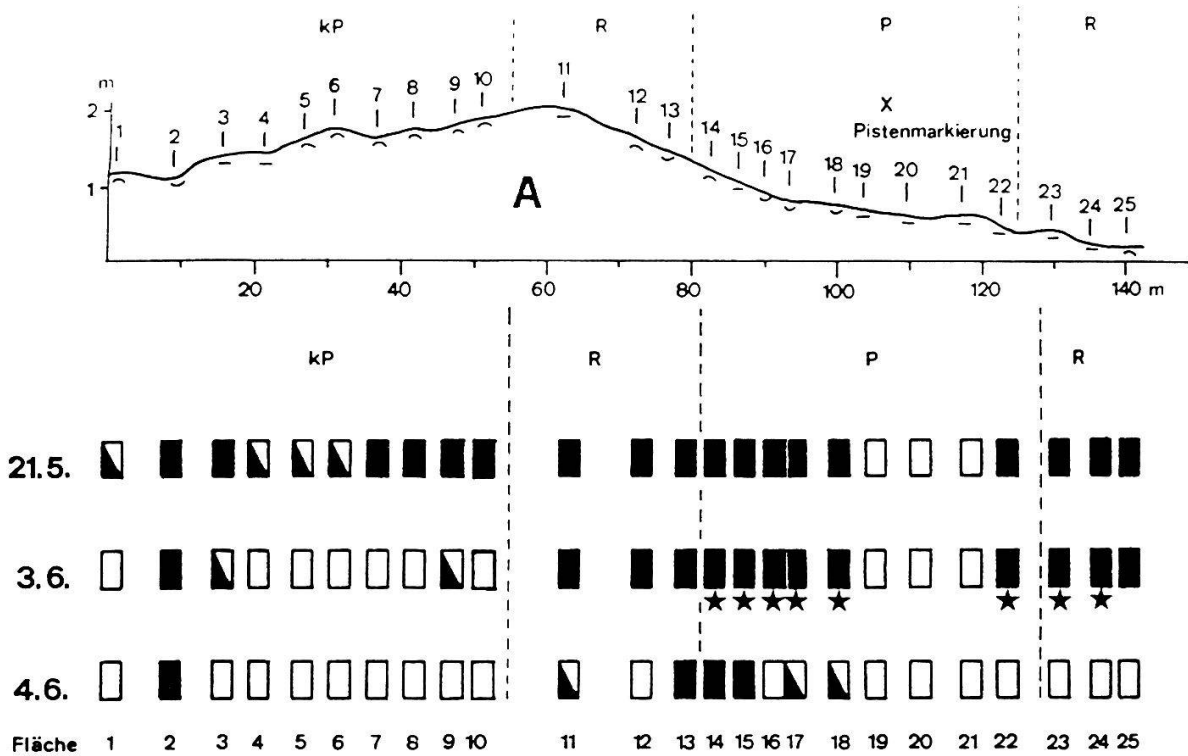 kP R P R
m
2
1
1 2 3 4 5 6 7 8 9 10 11 12 13 14 15 16 17 18 19 20 21 22 23 24 25
X
Pistenmarkierung
A
20 40 60 80 100 120 140 m
kP R P R
21.5.
3.6.
4.6.
Fläche 1 2 3 4 5 6 7 8 9 10 11 12 13 14 15 16 17 18 19 20 21 22 23 24 25